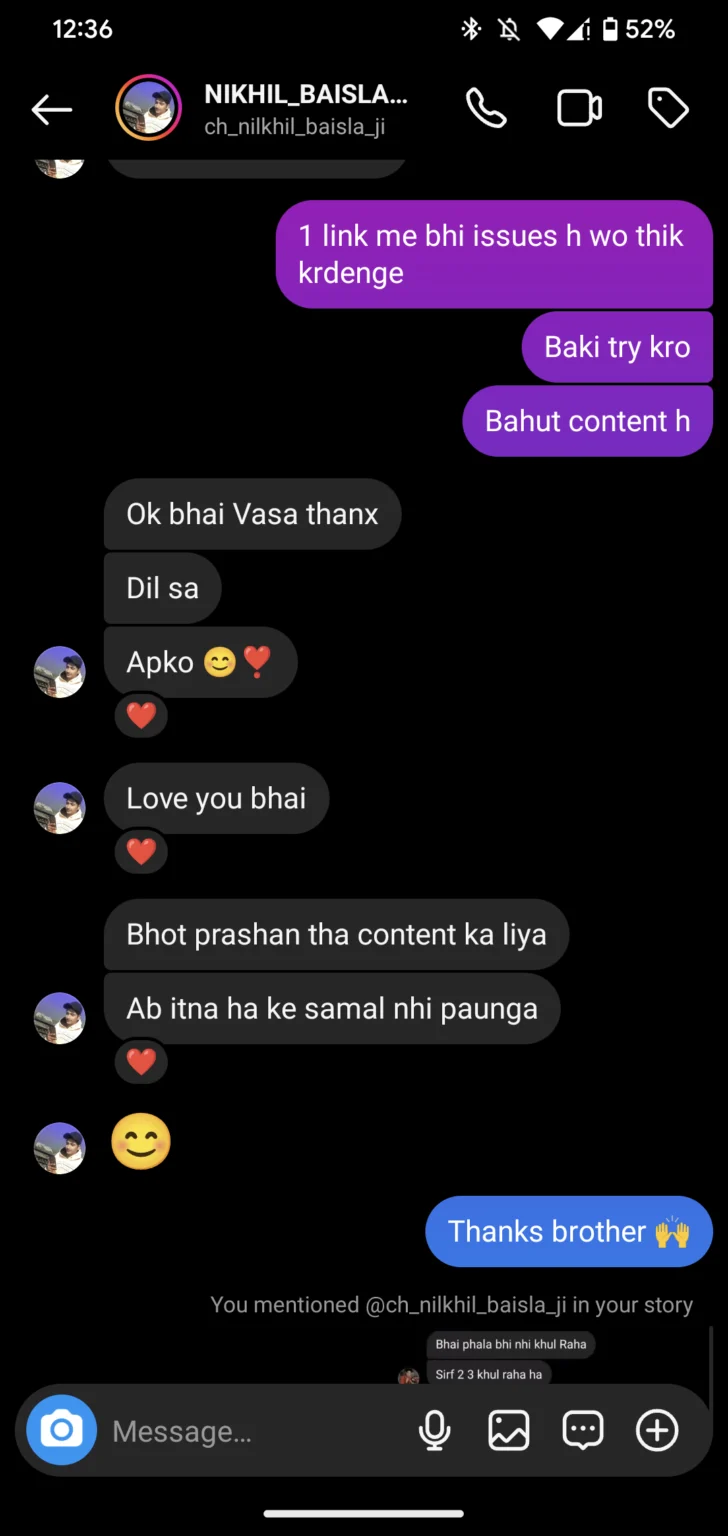 12:36
52%
NIKHIL_BAISLA...
ch_nilkhil_baisla_ji
1 link me bhi issues h wo thik
krdenge
Baki try kro
Bahut content h
Ok bhai Vasa thanx
Dil sa
Apko 😊❣️
❤️
Love you bhai
❤️
Bhot prashan tha content ka liya
Ab itna ha ke samal nhi paunga
❤️
😊
Thanks brother 🙌
You mentioned @ch_nilkhil_baisla_ji in your story
Bhai phala bhi nhi khul Raha
Sirf 2 3 khul raha ha
Message...